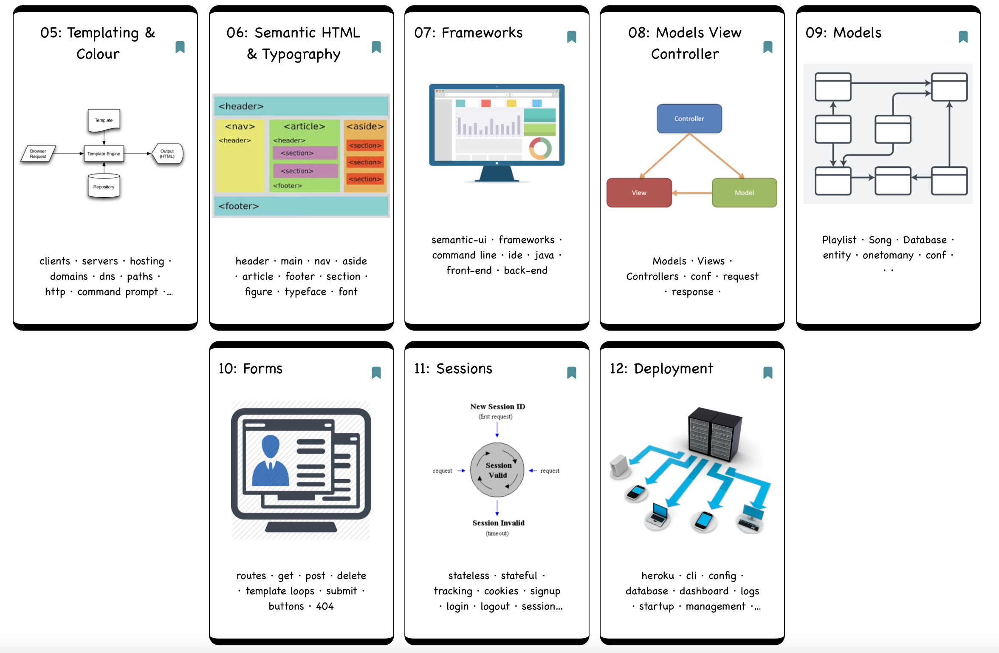 05: Templating &
Colour
Template
Browser
Request
Template Engine
Output
(HTML)
Repository
clients · servers · hosting ·
domains · dns · paths ·
http · command prompt ·...
06: Semantic HTML
& Typography
<header>
<nav>
<article>
<aside>
<header>
<header>
<section>
<section>
<section>
<section>
<section>
<footer>
<footer>
header · main · nav · aside
· article · footer · section ·
figure · typeface · font
07: Frameworks
semantic-ui · frameworks ·
command line · ide · java ·
front-end · back-end
08: Models View
Controller
Controller
View
Model
Models · Views ·
Controllers · conf · request
· response ·
09: Models
Playlist · Song · Database ·
entity · onetomany · conf ·
· ·
10: Forms
routes · get · post · delete
· template loops · submit ·
buttons · 404
11: Sessions
New Session ID
(first request)
request
Session
Valid
request
Session Invalid
(timeout)
stateless · stateful ·
tracking · cookies · signup
· login · logout · session...
12: Deployment
heroku · cli · config ·
database · dashboard · logs
· startup · management ·...